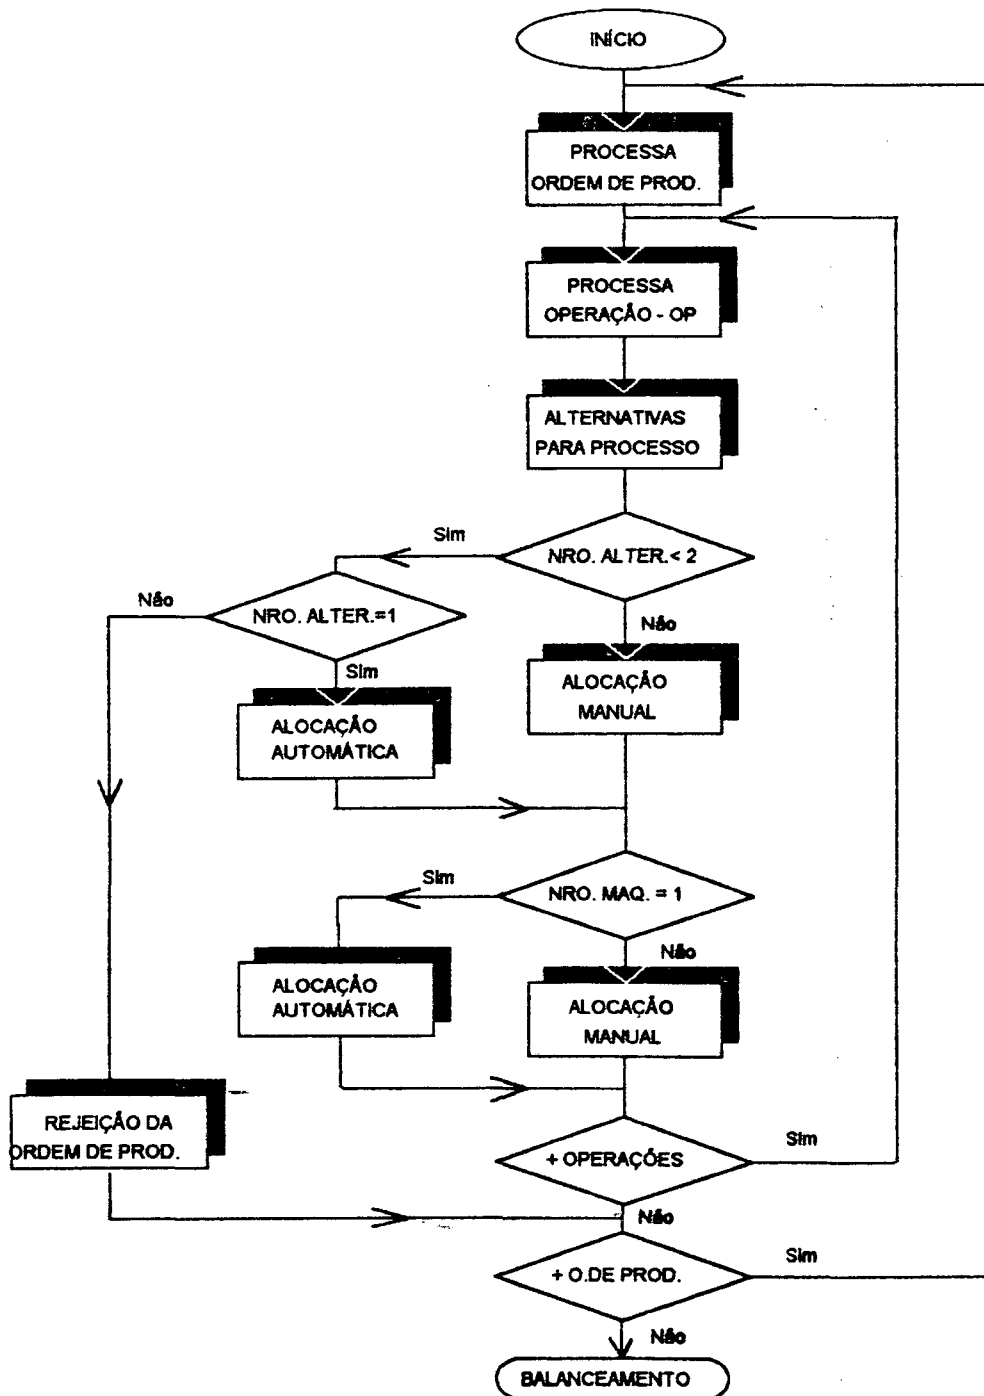 INÍCIO
PROCESSA
ORDEM DE PROD.
PROCESSA
OPERAÇÃO - OP
ALTERNATIVAS
PARA PROCESSO
Sim
NRO. ALTER.< 2
Não
NRO. ALTER.=1
Não
Sim
ALOCAÇÃO
MANUAL
ALOCAÇÃO
AUTOMÁTICA
Sim
NRO. MAQ. = 1
Não
ALOCAÇÃO
AUTOMÁTICA
ALOCAÇÃO
MANUAL
REJEIÇÃO DA
ORDEM DE PROD.
+ OPERAÇÕES
Sim
Não
+ O.DE PROD.
Sim
Não
BALANCEAMENTO